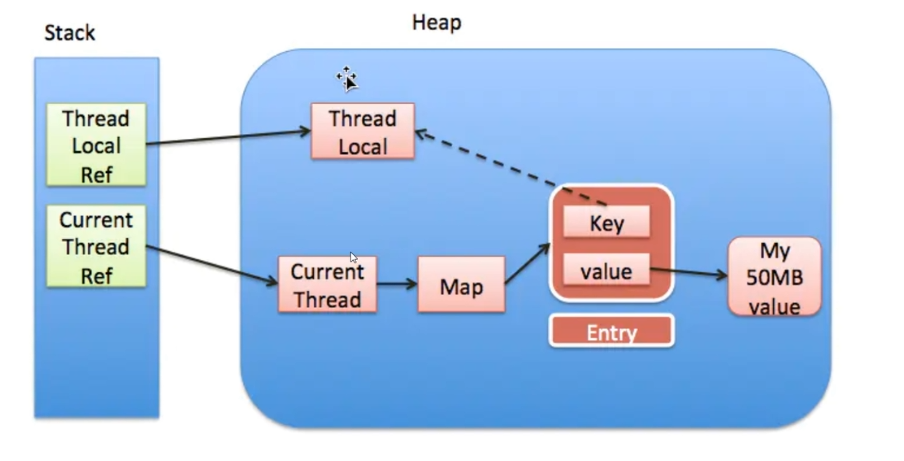 Stack
Heap
Thread
Local
Ref
Thread
Local
Current
Thread
Ref
Current
Thread
Map
Key
value
Entry
My
50MB
value